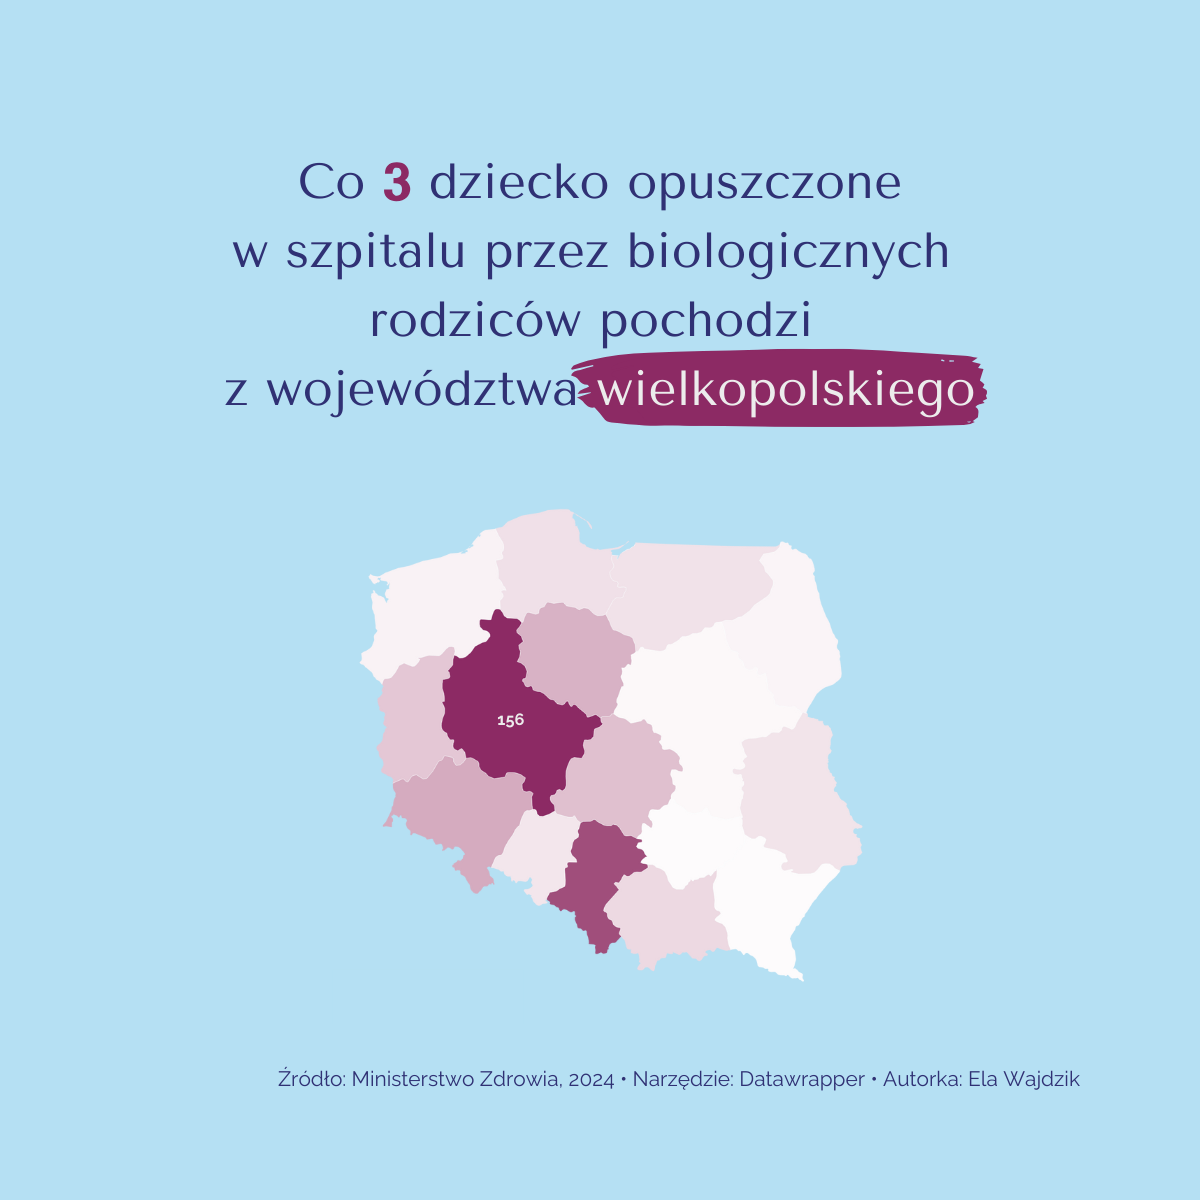 Co 3 dziecko opuszczone
w szpitalu przez biologicznych
rodziców pochodzi
z województwa wielkopolskiego
156
Źródło: Ministerstwo Zdrowia, 2024 • Narzędzie: Datawrapper • Autorka: Ela Wajdzik